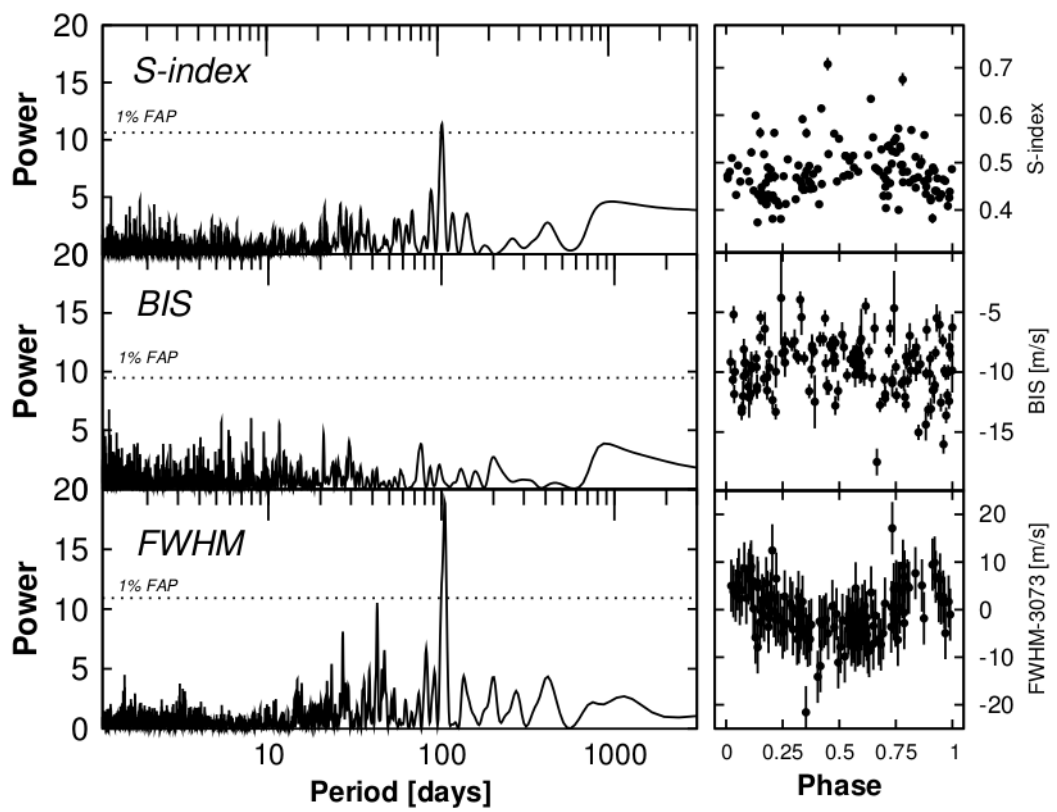 20
15
10
5
20
15
10
5
20
15
10
5
0
Power
Power
Power
S-index
1% FAP
BIS
1% FAP
FWHM
1% FAP
10
100
1000
Period [days]
0.7
0.6
0.5
0.4
S-index
-5
-10
-15
BIS [m/s]
20
10
0
-10
-20
FWHM-3073 [m/s]
0
0.25
0.5
0.75
1
Phase